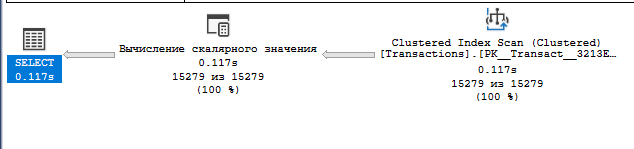 SELECT
0.117s
Вычисление скалярного значения
0.117s
15279 из 15279
(100 %)
Clustered Index Scan (Clustered)
[Transactions].[PK__Transact__3213E…
0.117s
15279 из 15279
(100 %)